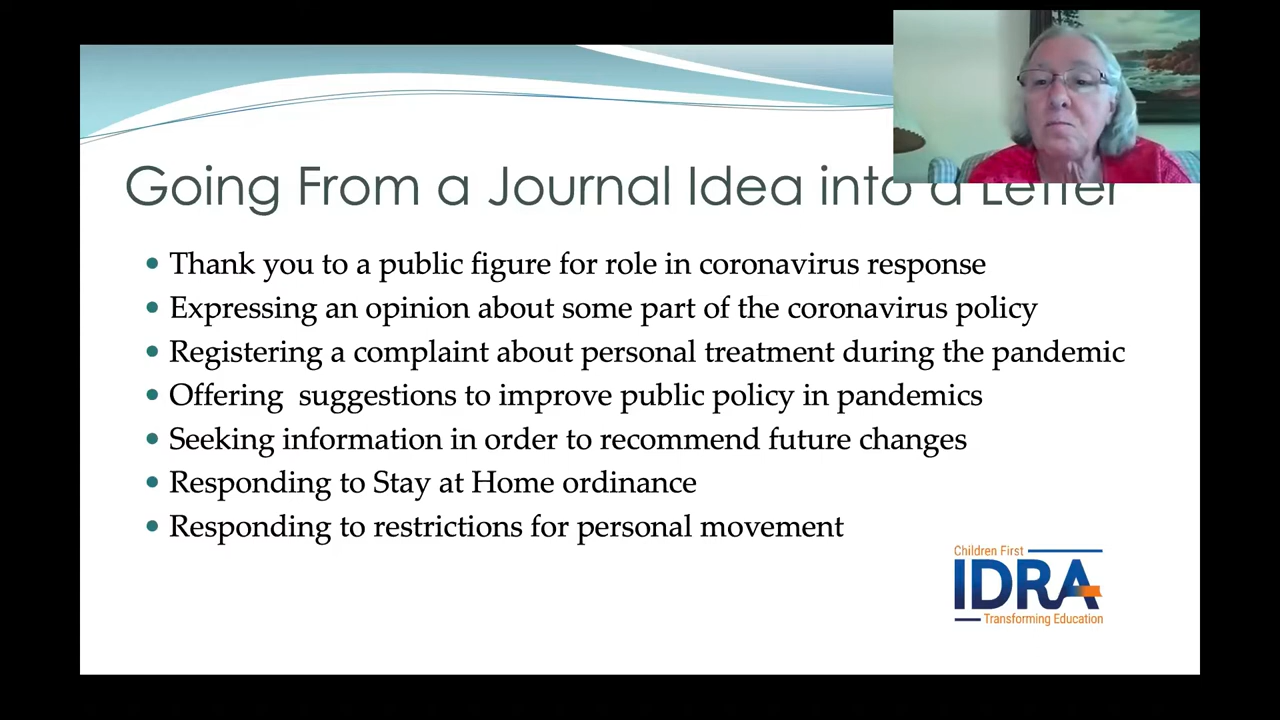 Going From a Journal Idea into a Letter
• Thank you to a public figure for role in coronavirus response
• Expressing an opinion about some part of the coronavirus policy
• Registering a complaint about personal treatment during the pandemic
• Offering  suggestions to improve public policy in pandemics
• Seeking information in order to recommend future changes
• Responding to Stay at Home ordinance
• Responding to restrictions for personal movement
Children First
IDRA
Transforming Education